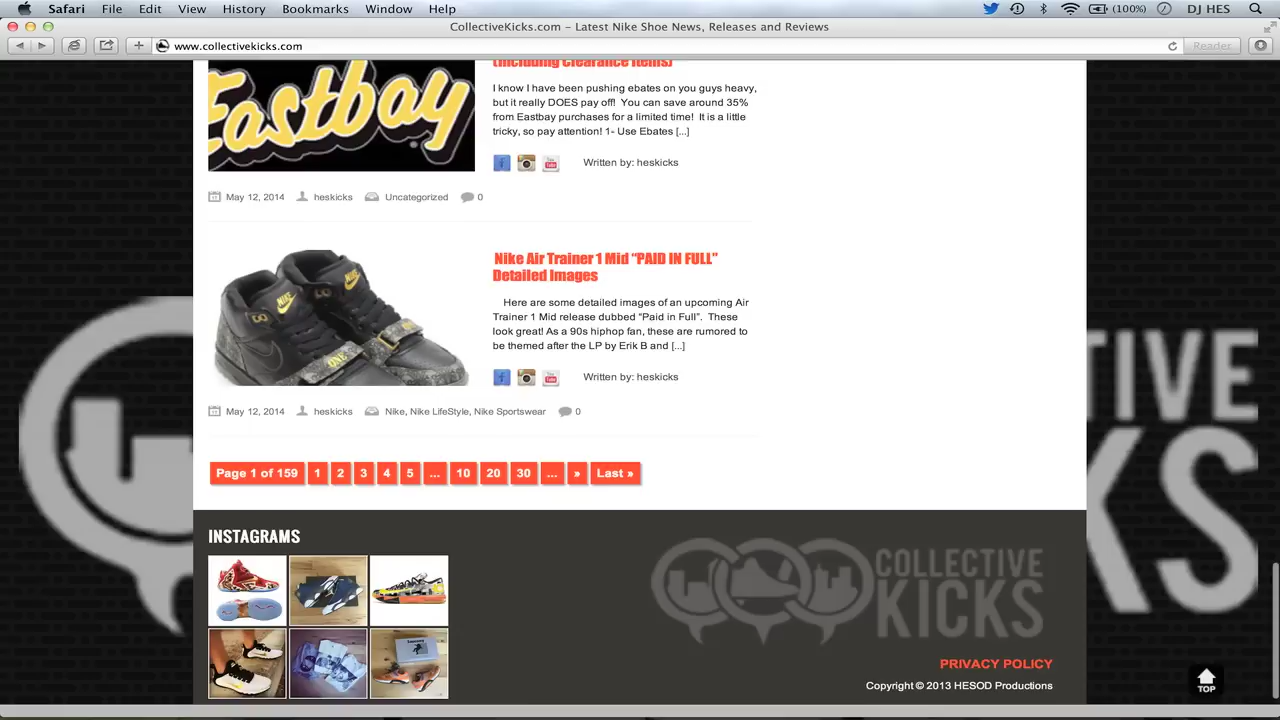 Safari File Edit View History Bookmarks Window Help (100%) DJ HES
CollectiveKicks.com – Latest Nike Shoe News, Releases and Reviews
www.collectivekicks.com Reader
(Including Clearance Items)
Eastbay
I know I have been pushing ebates on you guys heavy,
but it really DOES pay off! You can save around 35%
from Eastbay purchases for a limited time! It is a little
tricky, so pay attention! 1- Use Ebates [...]
Written by: heskicks
May 12, 2014 heskicks Uncategorized 0
Nike Air Trainer 1 Mid “PAID IN FULL”
Detailed Images
Here are some detailed images of an upcoming Air
Trainer 1 Mid release dubbed “Paid in Full”. These
look great! As a 90s hiphop fan, these are rumored to
be themed after the LP by Erik B and [...]
Written by: heskicks
May 12, 2014 heskicks Nike, Nike LifeStyle, Nike Sportswear 0
Page 1 of 159 1 2 3 4 5 ... 10 20 30 ... » Last »
INSTAGRAMS
COLLECTIVE
KICKS
PRIVACY POLICY
Copyright © 2013 HESOD Productions
TOP
TIVE
KICKS